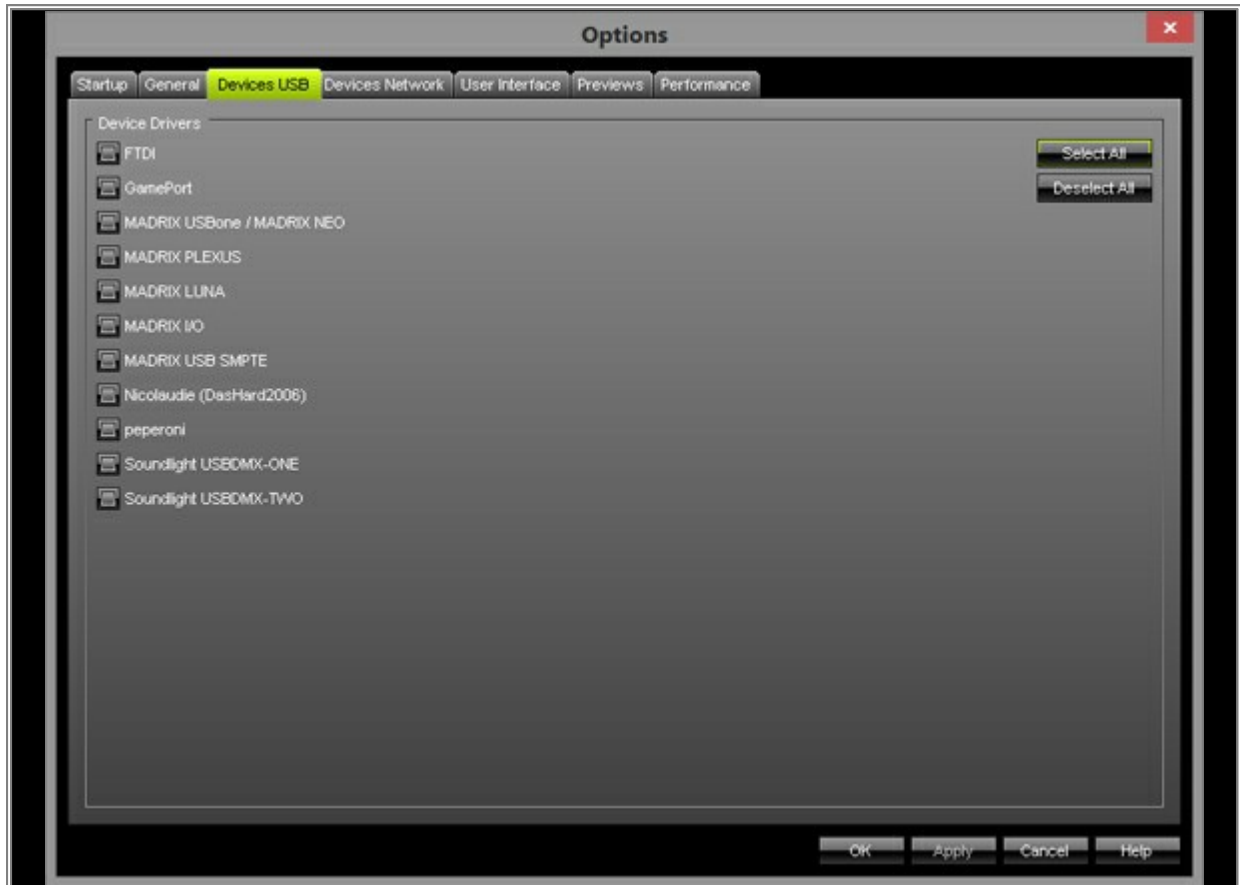 Options
Startup General Devices USB Devices Network User Interface Previews Performance
Device Drivers
FTDI
Select All
GamePort
Deselect All
MADRIX USBone / MADRIX NEO
MADRIX PLEXUS
MADRIX LUNA
MADRIX I/O
MADRIX USB SMPTE
Nicolaudie (DasHard2006)
peperoni
Soundlight USBDMX-ONE
Soundlight USBDMX-TWO
OK Apply Cancel Help